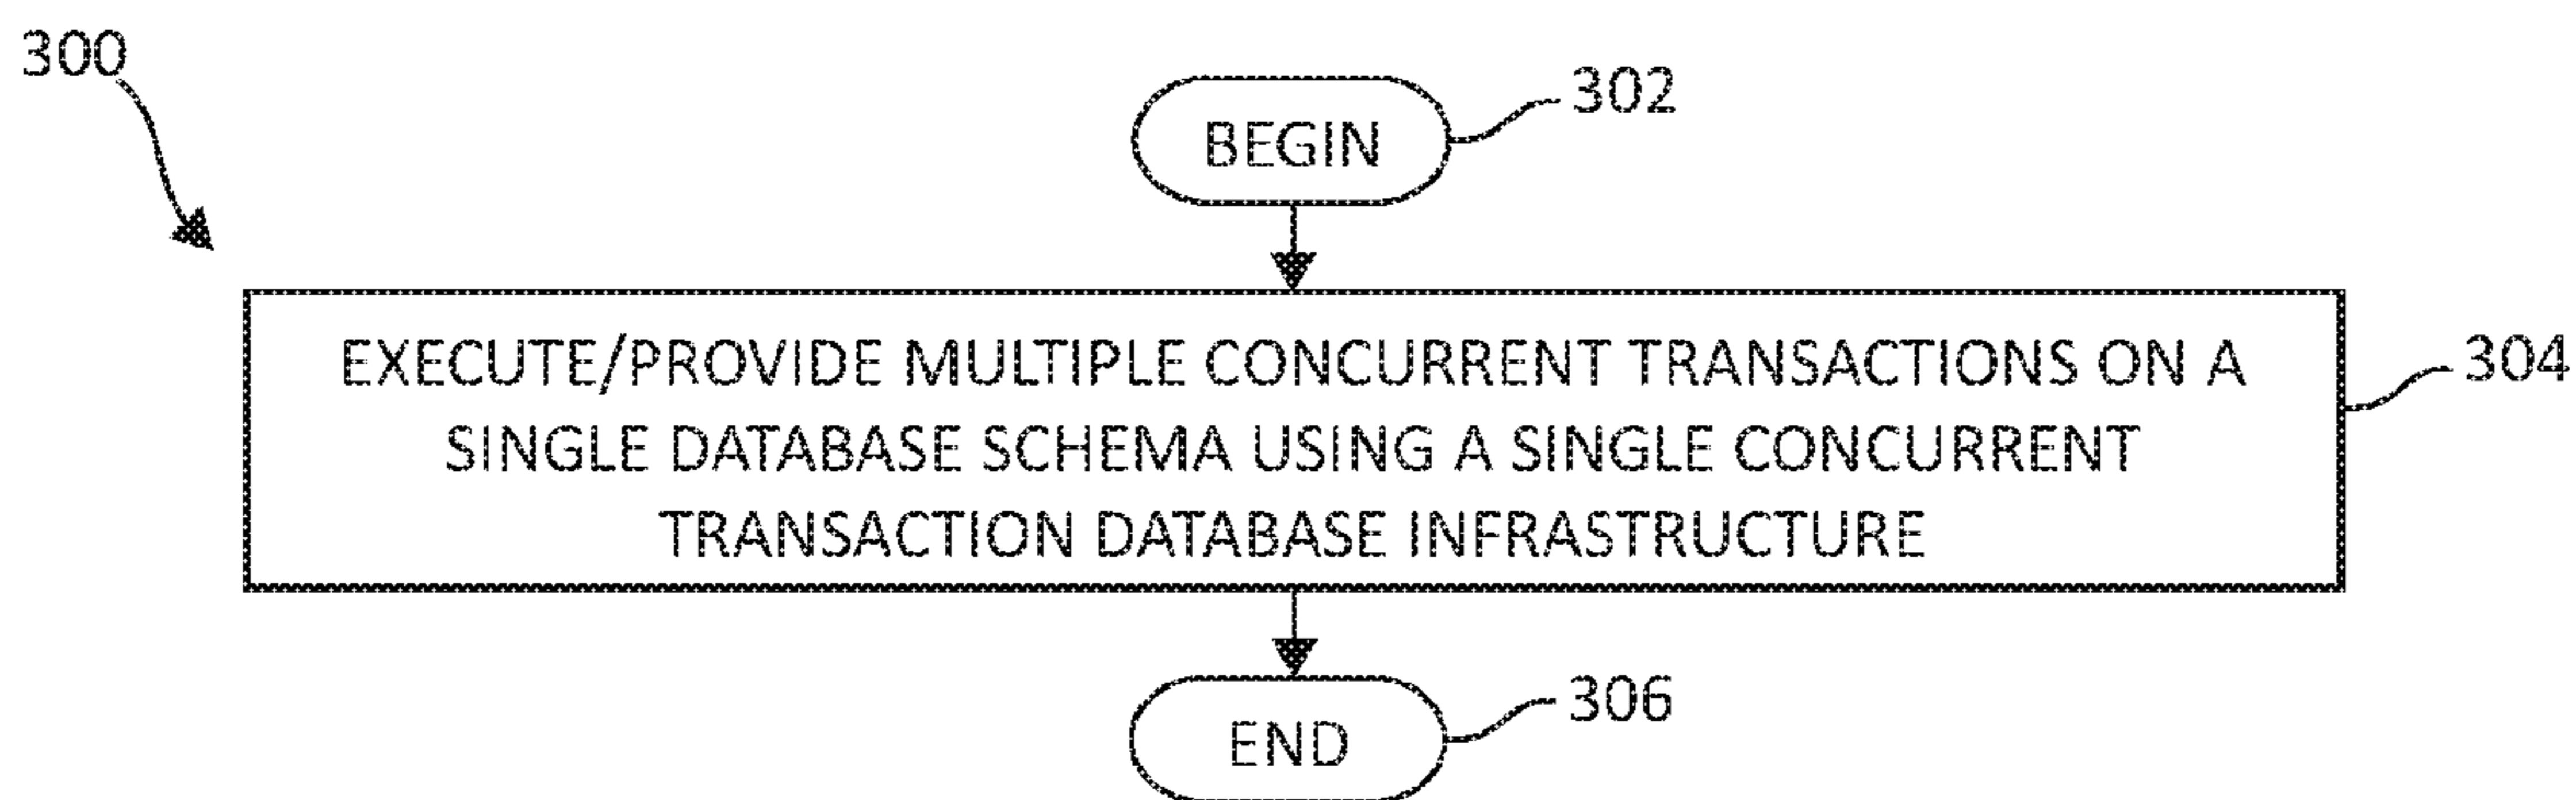 300
302
BEGIN
EXECUTE/PROVIDE MULTIPLE CONCURRENT TRANSACTIONS ON A
304
SINGLE DATABASE SCHEMA USING A SINGLE CONCURRENT
TRANSACTION DATABASE INFRASTRUCTURE
306
END